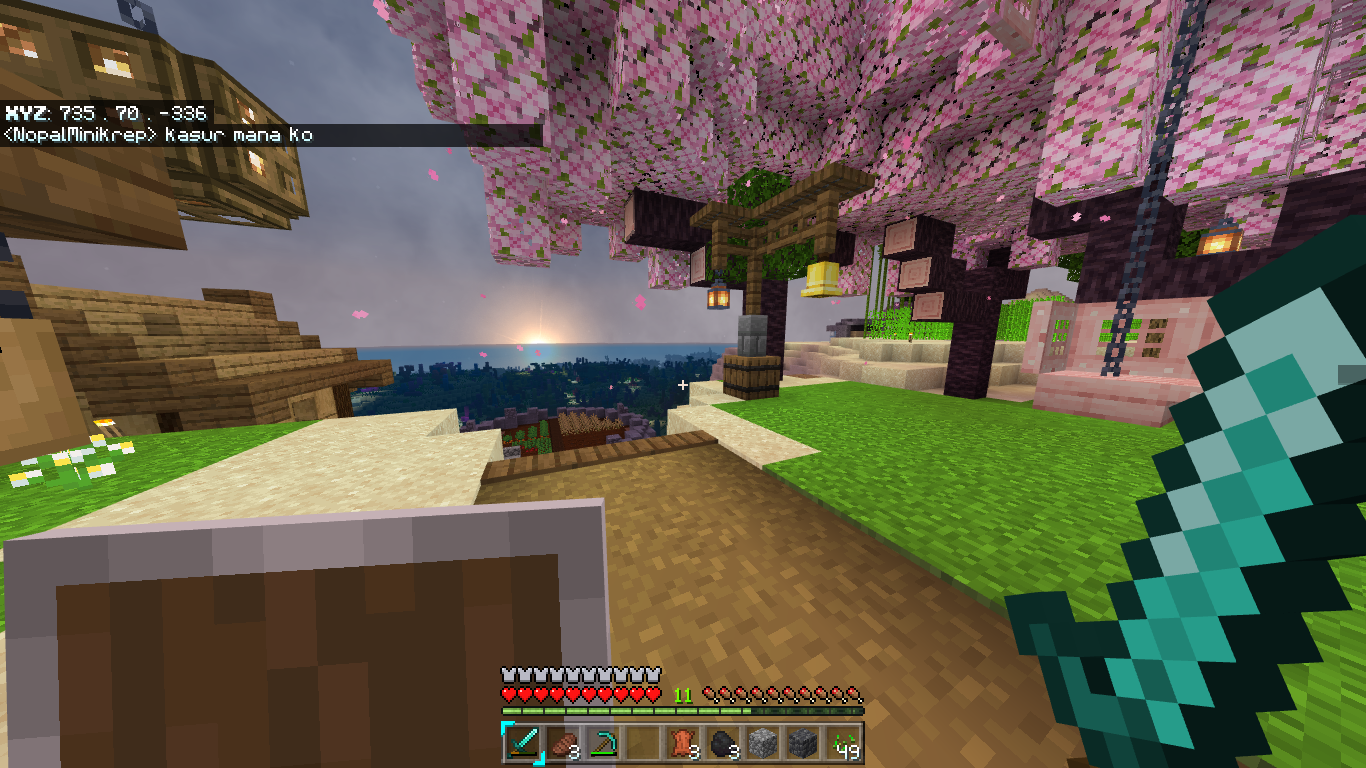 XYZ: 735 . 70 . -336
<NopalMinikrep> Kasur mana Ko
11
3
3
3
49